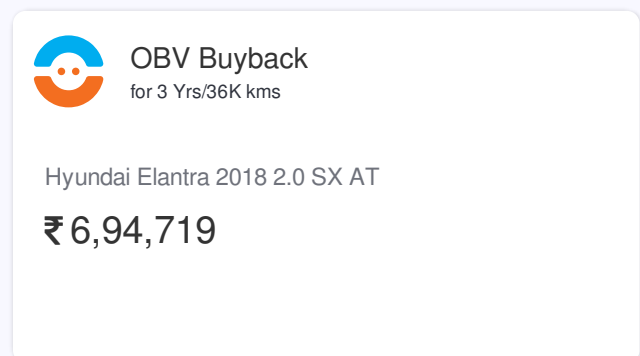 OBV Buyback
for 3 Yrs/36K kms
Hyundai Elantra 2018 2.0 SX AT
₹ 6,94,719